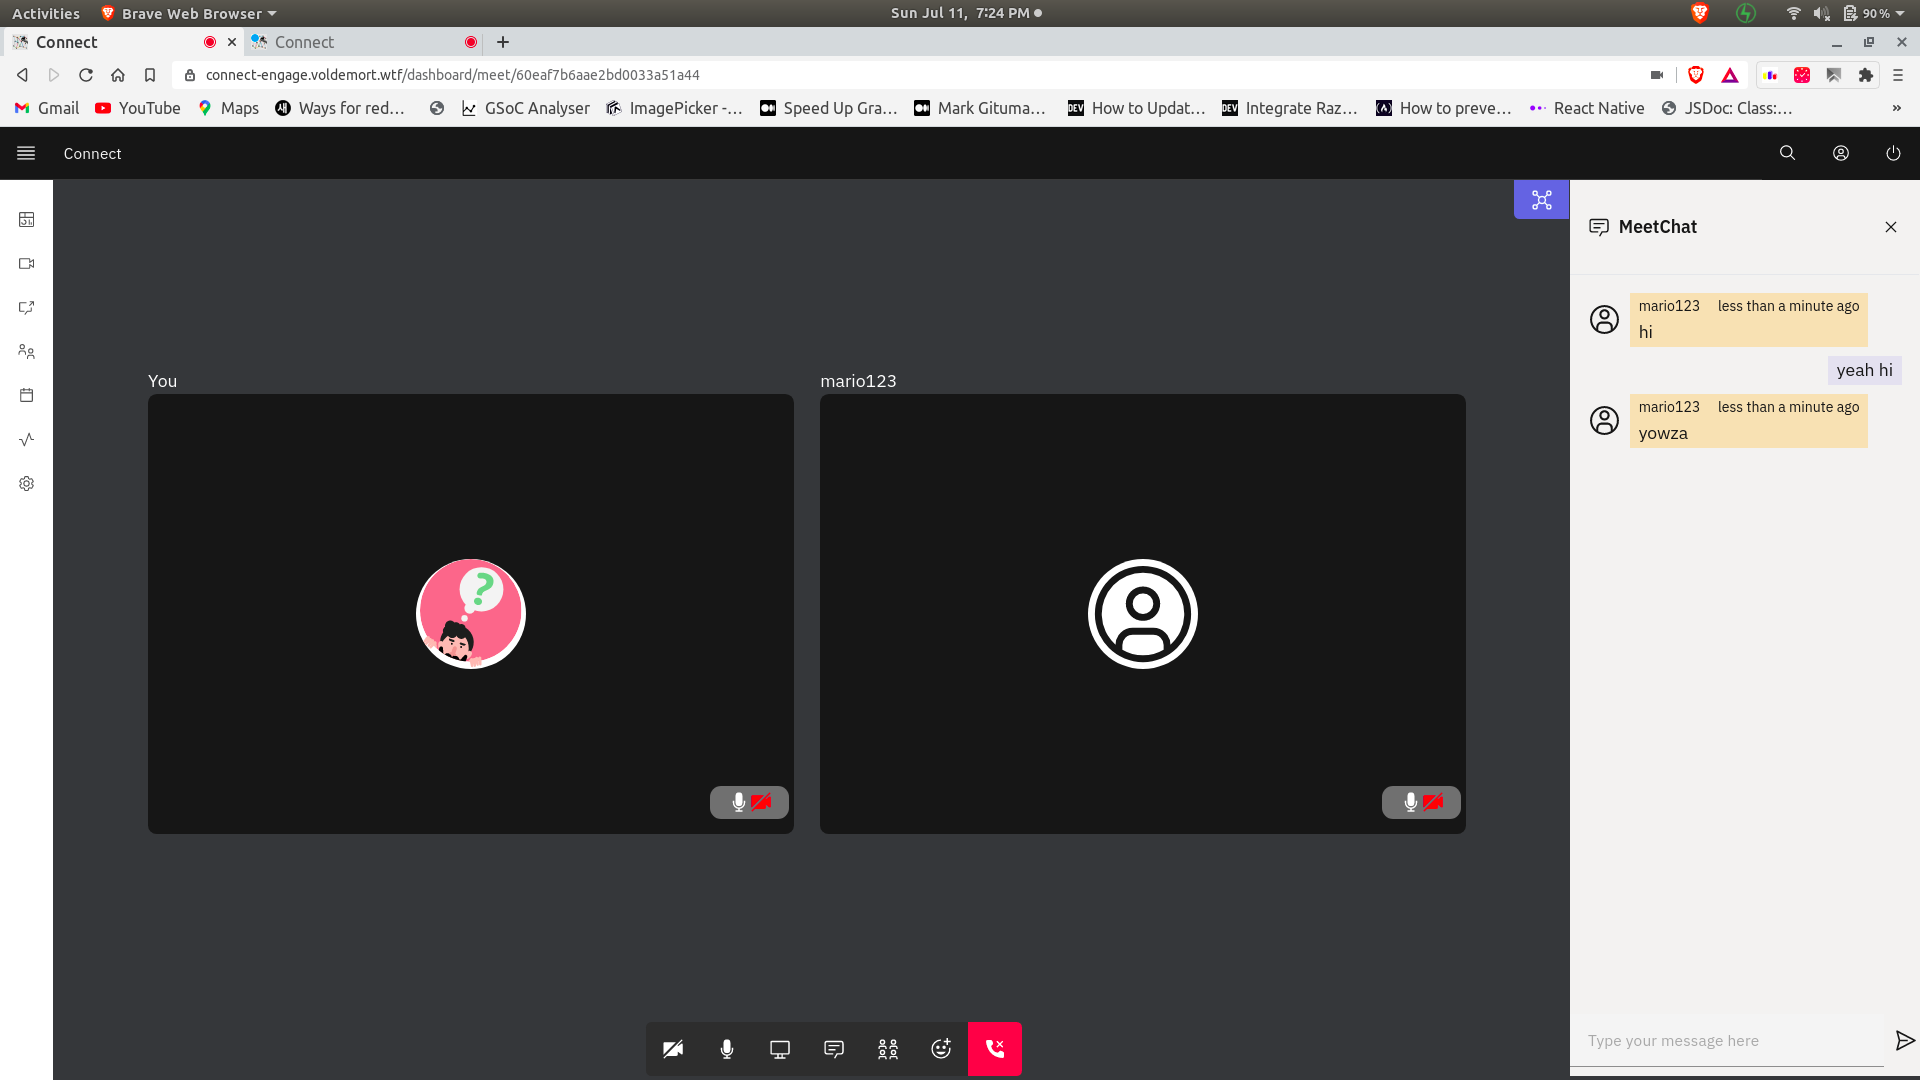 Activities Brave Web Browser Sun Jul 11, 7:24 PM 90 %
Connect Connect
connect-engage.voldemort.wtf/dashboard/meet/60eaf7b6aae2bd0033a51a44
Gmail YouTube Maps Ways for red... GSoC Analyser ImagePicker -... Speed Up Gra... Mark Gituma... DEV How to Updat... DEV Integrate Raz... How to preve... React Native JSDoc: Class:... »
Connect
MeetChat
mario123 less than a minute ago
hi
yeah hi
mario123 less than a minute ago
yowza
You mario123
?
Type your message here